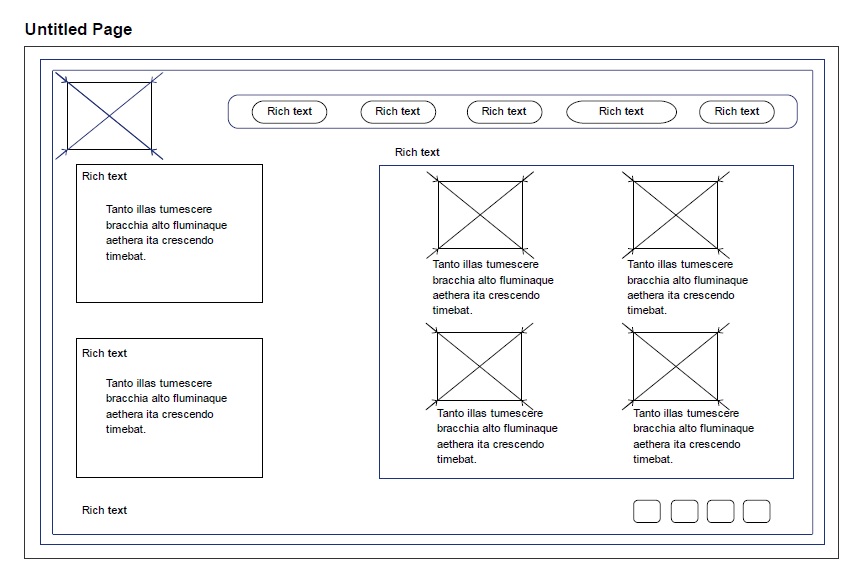 Untitled Page
Rich text
Rich text
Rich text
Rich text
Rich text
Rich text
Tanto illas tumescere
bracchia alto fluminaque
aethera ita crescendo
timebat.
Rich text
Tanto illas tumescere
bracchia alto fluminaque
aethera ita crescendo
timebat.
Rich text
Tanto illas tumescere
bracchia alto fluminaque
aethera ita crescendo
timebat.
Tanto illas tumescere
bracchia alto fluminaque
aethera ita crescendo
timebat.
Tanto illas tumescere
bracchia alto fluminaque
aethera ita crescendo
timebat.
Tanto illas tumescere
bracchia alto fluminaque
aethera ita crescendo
timebat.
Rich text